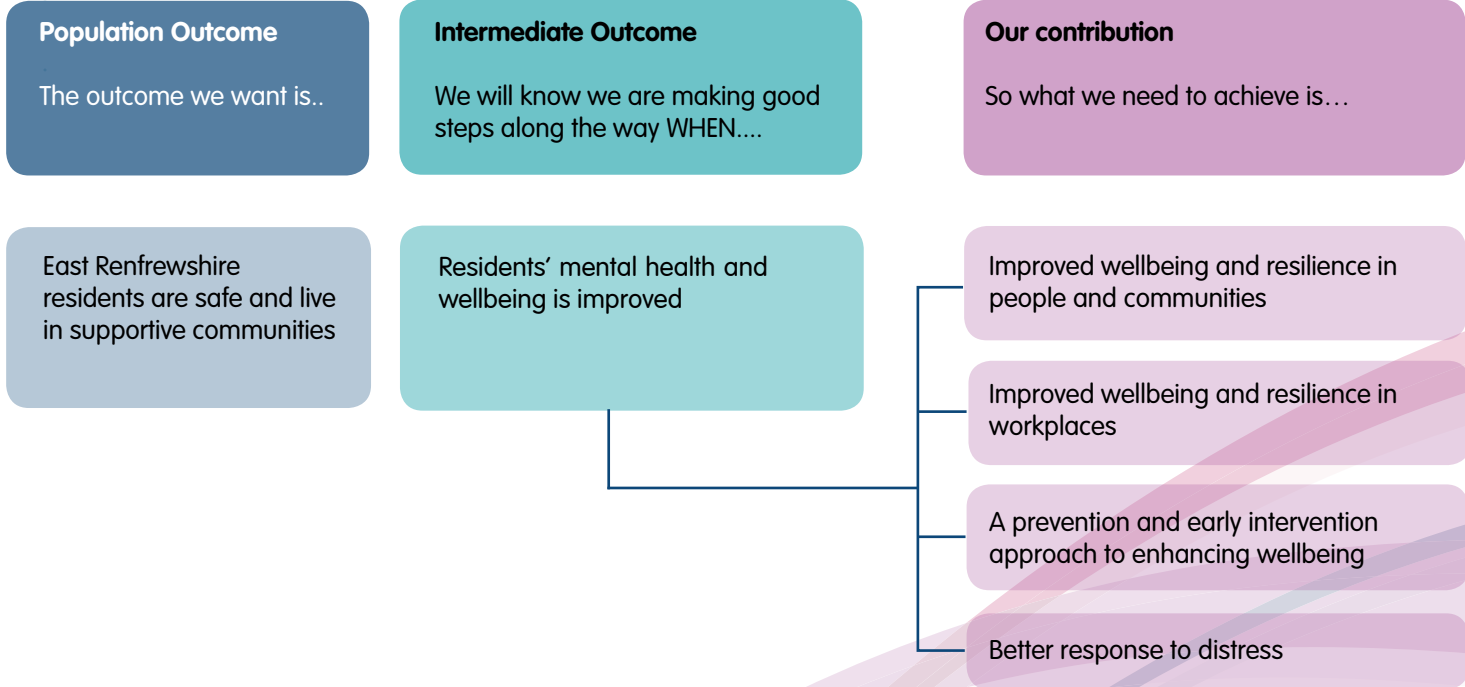 Population Outcome
The outcome we want is..
Intermediate Outcome
We will know we are making good
steps along the way WHEN....
Our contribution
So what we need to achieve is…
East Renfrewshire
residents are safe and live
in supportive communities
Residents’ mental health and
wellbeing is improved
Improved wellbeing and resilience in
people and communities
Improved wellbeing and resilience in
workplaces
A prevention and early intervention
approach to enhancing wellbeing
Better response to distress